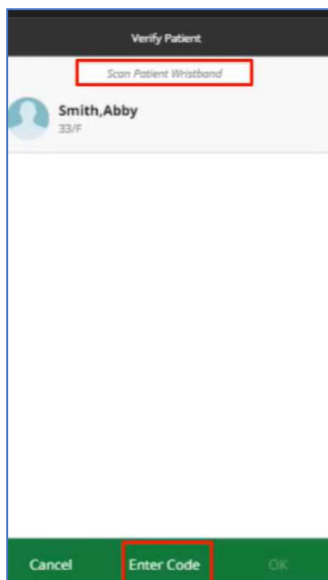 Verify Patient
Scan Patient Wristband
Smith,Abby
33/F
Cancel Enter Code OK